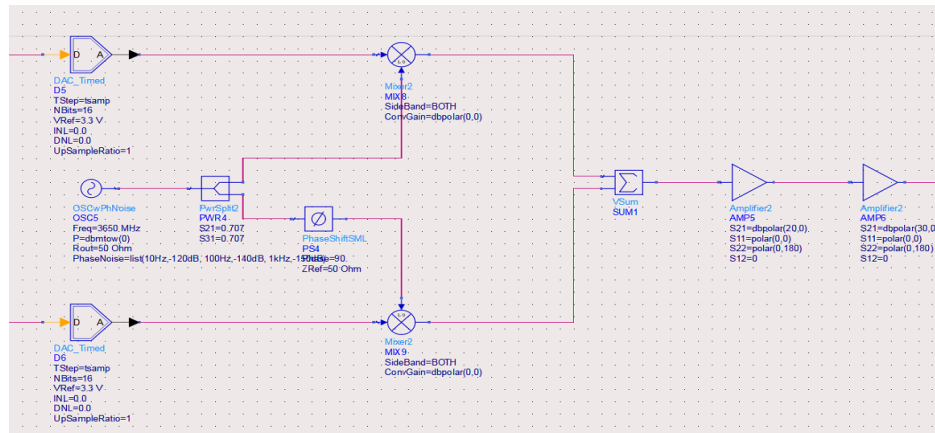 D A
DAC_Timed
D5
TStep=tsamp
NBits=16
VRef=3.3 V
INL=0.0
DNL=0.0
UpSampleRatio=1
LO
Mixer2
MIX8
SideBand=BOTH
ConvGain=dbpolar(0,0)
OSCwPhNoise
OSC5
Freq=3650 MHz
P=dbmtow(0)
Rout=50 Ohm
PhaseNoise=list(10Hz,-120dB, 100Hz,-140dB, 1kHz,-150dB)
PwrSplit2
PWR4
S21=0.707
S31=0.707
PhaseShiftSML
PS4
Phase=90.
ZRef=50 Ohm
VSum
SUM1
Amplifier2
AMP5
S21=dbpolar(20,0)
S11=polar(0,0)
S22=polar(0,180)
S12=0
Amplifier2
AMP6
S21=dbpolar(30,0
S11=polar(0,0)
S22=polar(0,180)
S12=0
D A
DAC_Timed
D6
TStep=tsamp
NBits=16
VRef=3.3 V
INL=0.0
DNL=0.0
UpSampleRatio=1
LO
Mixer2
MIX9
SideBand=BOTH
ConvGain=dbpolar(0,0)